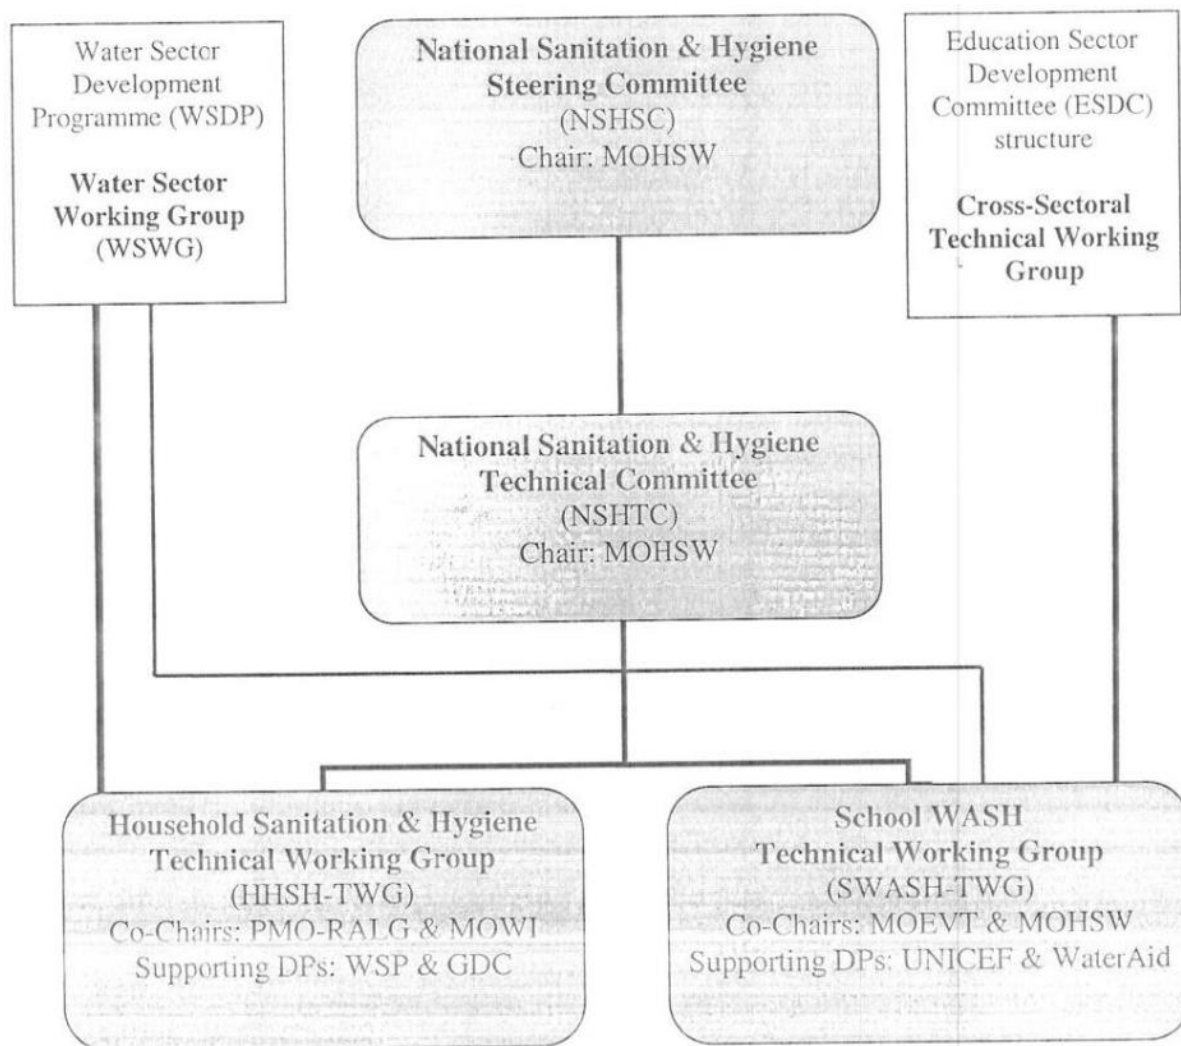 Water Sector
Development
Programme (WSDP)
Water Sector
Working Group
(WSWG)
National Sanitation & Hygiene
Steering Committee
(NSHSC)
Chair: MOHSW
Education Sector
Development
Committee (ESDC)
structure
Cross-Sectoral
Technical Working
Group
National Sanitation & Hygiene
Technical Committee
(NSHTC)
Chair: MOHSW
Household Sanitation & Hygiene
Technical Working Group
(HHSH-TWG)
Co-Chairs: PMO-RALG & MOWI
Supporting DPs: WSP & GDC
School WASH
Technical Working Group
(SWASH-TWG)
Co-Chairs: MOEVT & MOHSW
Supporting DPs: UNICEF & WaterAid